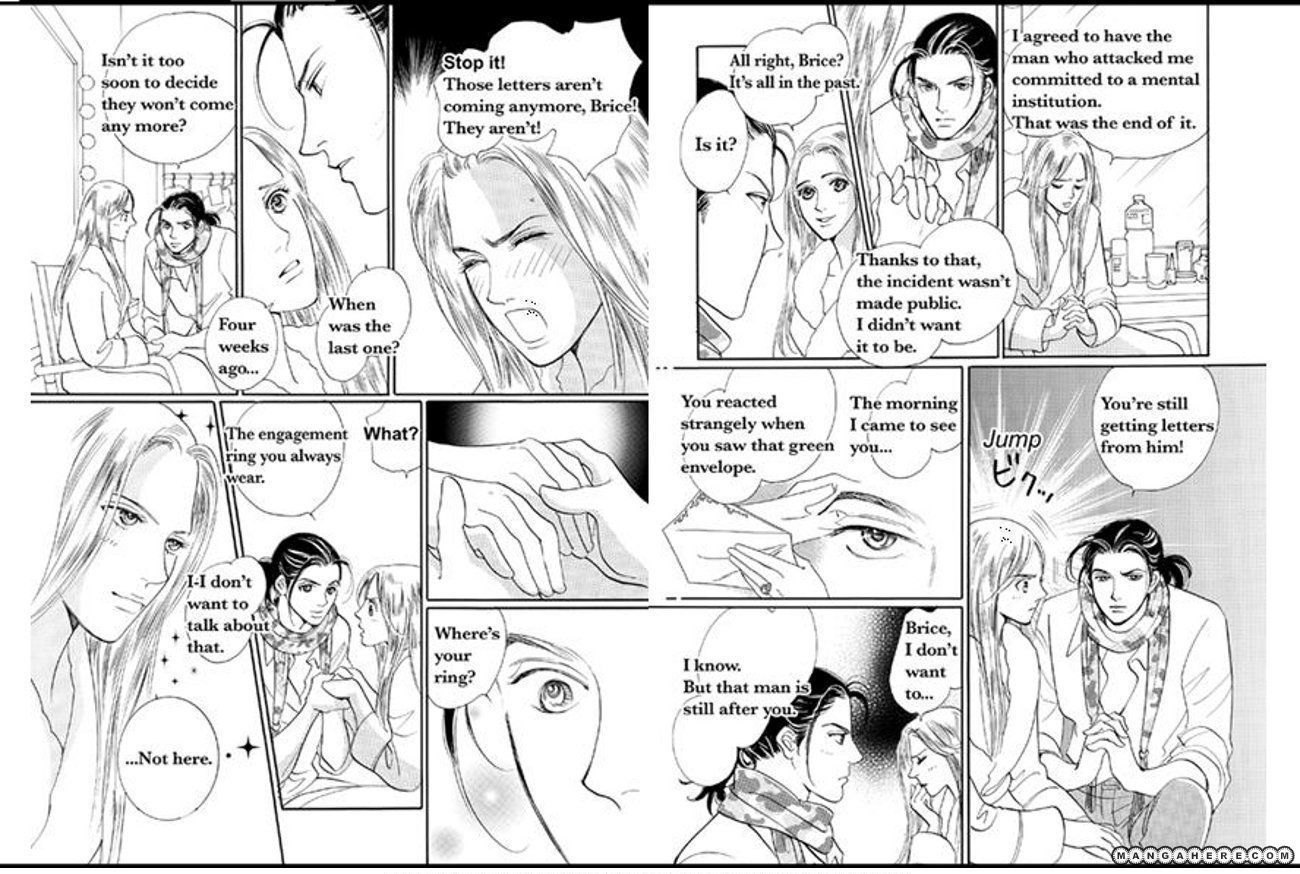 I agreed to have the
man who attacked me
committed to a mental
institution.
That was the end of it.
Thanks to that,
the incident wasn't
made public.
I didn't want
it to be.
All right, Brice?
It's all in the past.
Is it?
You're still
getting letters
from him!
Jump
ビクッ
The morning
I came to see
you...
You reacted
strangely when
you saw that green
envelope.
Brice,
I don't
want
to...
I know.
But that man is
still after you.
Stop it!
Those letters aren't
coming anymore, Brice!
They aren't!
When
was the
last one?
Four
weeks
ago...
Isn't it too
soon to decide
they won't come
any more?
Where's
your
ring?
What?
The engagement
ring you always
wear.
I-I don't
want to
talk about
that.
...Not here.
MANGAHERE.COM